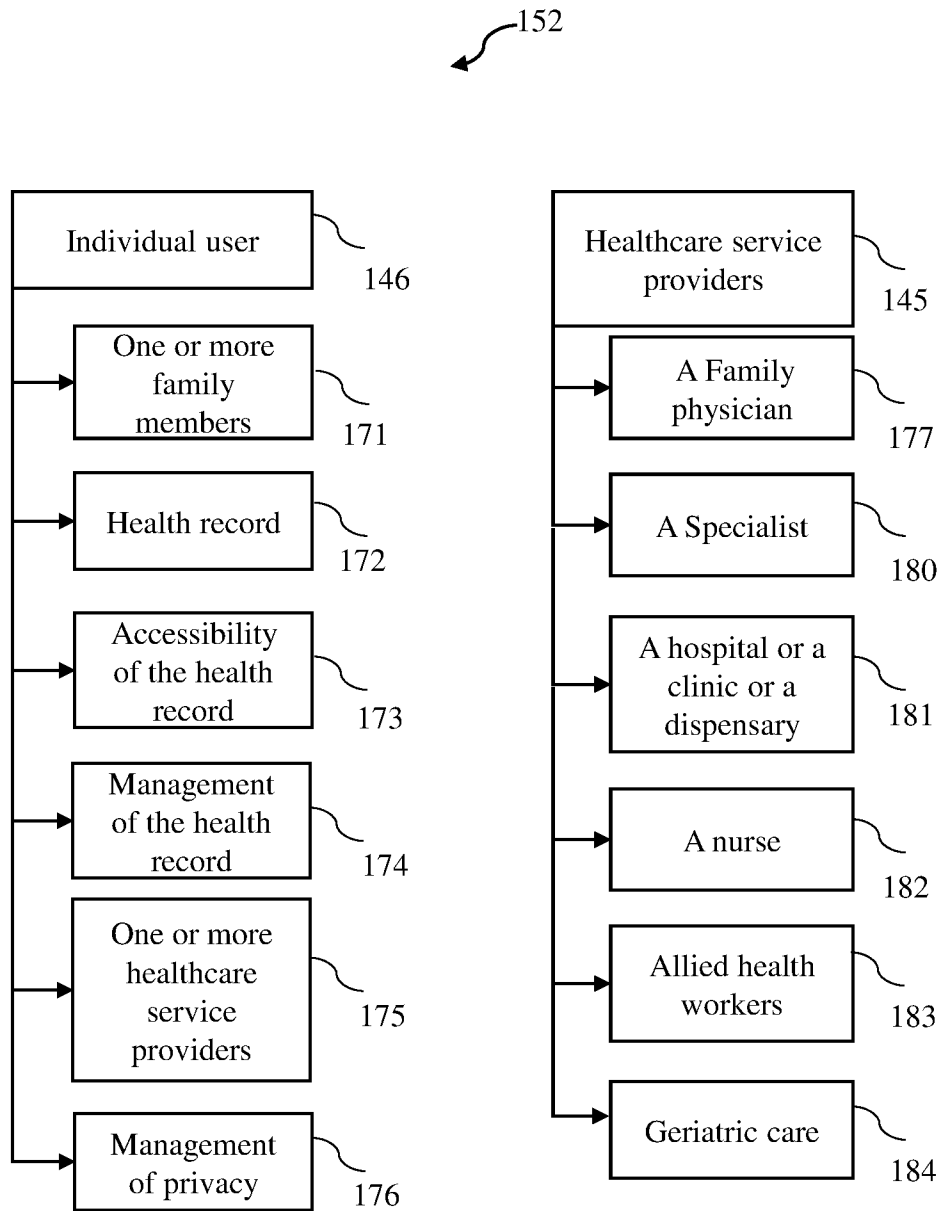 152
Individual user
146
One or more
family
members
171
Health record
172
Accessibility
of the health
record
173
Management
of the health
record
174
One or more
healthcare
service
providers
175
Management
of privacy
176
Healthcare service
providers
145
A Family
physician
177
A Specialist
180
A hospital or a
clinic or a
dispensary
181
A nurse
182
Allied health
workers
183
Geriatric care
184